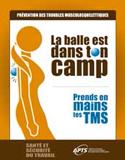 PRÉVENTION DES TROUBLES MUSCULOSQUELETTIQUES
La balle est
dans ton
camp
Prends en
mains
tes TMS
SANTÉ ET
SÉCURITÉ
DU TRAVAIL
APTS